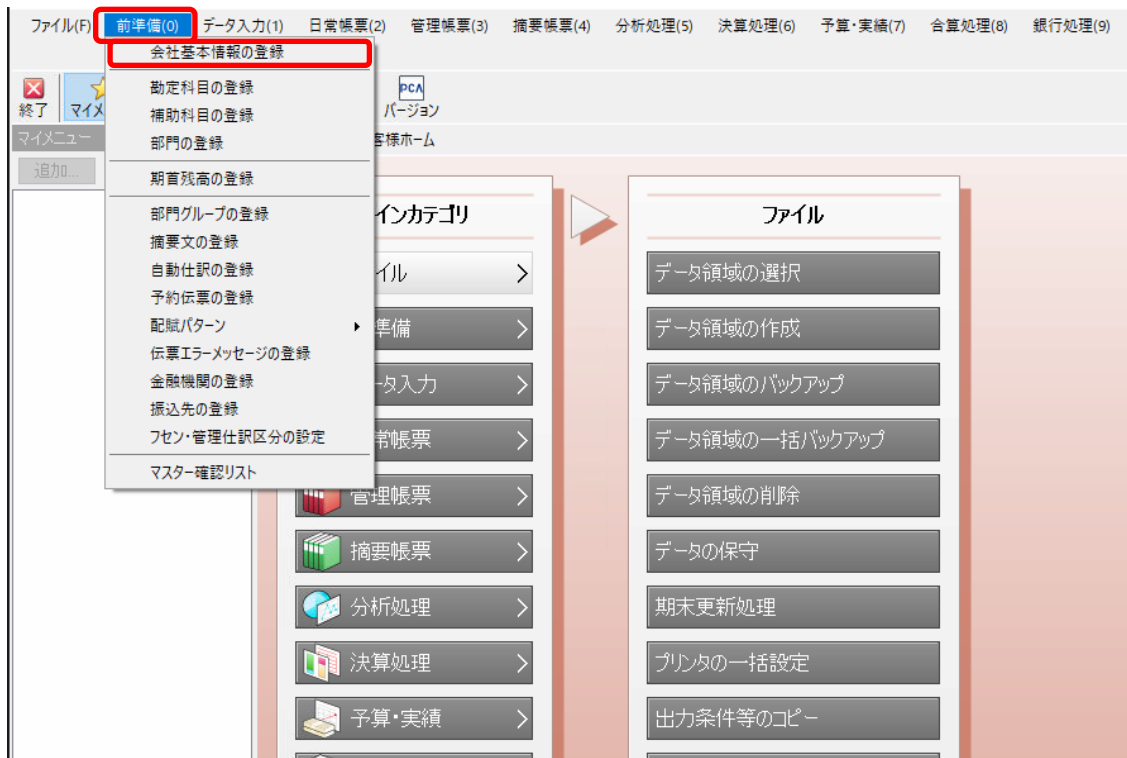 ファイル(F) 前準備(0) データ入力(1) 日常帳票(2) 管理帳票(3) 摘要帳票(4) 分析処理(5) 決算処理(6) 予算・実績(7) 合算処理(8) 銀行処理(9)
会社基本情報の登録
勘定科目の登録
補助科目の登録
部門の登録
期首残高の登録
部門グループの登録
摘要文の登録
自動仕訳の登録
予約伝票の登録
配賦パターン
伝票エラーメッセージの登録
金融機関の登録
振込先の登録
フセン・管理仕訳区分の設定
マスター確認リスト
終了 マイメ
PCA
バージョン
マイメニュー
客様ホーム
追加...
インカテゴリ
イル
準備
ータ入力
常帳票
管理帳票
摘要帳票
分析処理
決算処理
予算・実績
ファイル
データ領域の選択
データ領域の作成
データ領域のバックアップ
データ領域の一括バックアップ
データ領域の削除
データの保守
期末更新処理
プリンタの一括設定
出力条件等のコピー